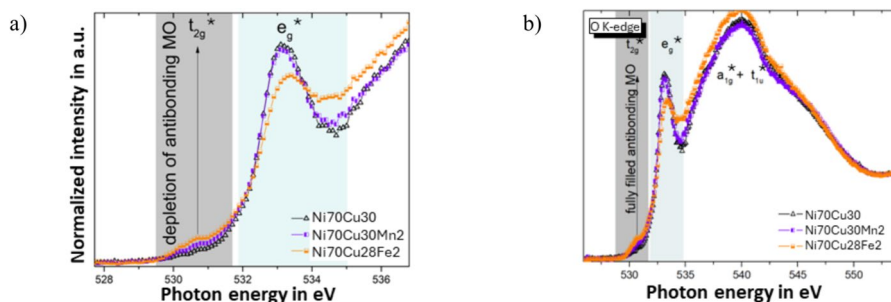 a)
t2g*
eg*
depletion of antibonding MO
Normalized intensity in a.u.
Ni70Cu30
Ni70Cu30Mn2
Ni70Cu28Fe2
528 530 532 534 536
Photon energy in eV
b)
O K-edge
t2g*
eg*
a1g* + t1u*
fully filled antibonding MO
Ni70Cu30
Ni70Cu30Mn2
Ni70Cu28Fe2
530 535 540 545 550
Photon energy in eV